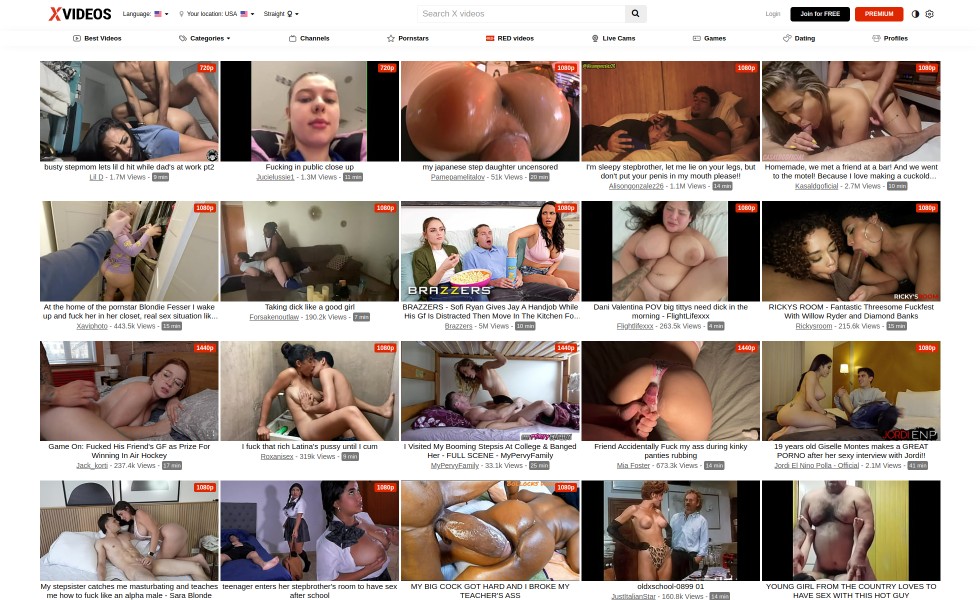 XVIDEOS
Language:
Your location: USA
Straight
Search X videos
Login
Join for FREE
PREMIUM
Best Videos
Categories
Channels
Pornstars
RED videos
Live Cams
Games
Dating
Profiles
720p
720p
1080p
1080p
1080p
busty stepmom lets lil d hit while dad's at work pt2
Lil D - 1.7M Views - 9 min
Fucking in public close up
Jucielussie1 - 1.3M Views - 11 min
my japanese step daughter uncensored
Pamepamelitalov - 51k Views - 20 min
I'm sleepy stepbrother, let me lie on your legs, but
don't put your penis in my mouth please!!
Alisongonzalez26 - 1.1M Views - 14 min
Homemade, we met a friend at a bar! And we went
to the motel! Because I love making a cuckold...
Kasaldgoficial - 2.7M Views - 10 min
1080p
1080p
1080p
1080p
1080p
BRAZZERS
At the home of the pornstar Blondie Fesser I wake
up and fuck her in her closet, real sex situation lik...
Xaviphoto - 443.5k Views - 15 min
Taking dick like a good girl
Forsakenoutlaw - 190.2k Views - 7 min
BRAZZERS - Sofi Ryan Gives Jay A Handjob While
His Gf Is Distracted Then Move In The Kitchen Fo...
Brazzers - 5M Views - 10 min
Dani Valentina POV big tittys need dick in the
morning - FlightLifexxx
Flightlifexxx - 263.5k Views - 4 min
RICKYS ROOM - Fantastic Threesome Fuckfest
With Willow Ryder and Diamond Banks
Rickysroom - 215.6k Views - 15 min
1440p
1080p
1440p
1440p
1080p
Game On: Fucked His Friend's GF as Prize For
Winning In Air Hockey
Jack_korti - 237.4k Views - 17 min
I fuck that rich Latina's pussy until I cum
Roxanisex - 319k Views - 9 min
I Visited My Booming Stepsis At College & Banged
Her - FULL SCENE - MyPervyFamily
MyPervyFamily - 33.1k Views - 25 min
Friend Accidentally Fuck my ass during kinky
panties rubbing
Mia Foster - 673.3k Views - 14 min
JORDI ENP
19 years old Giselle Montes makes a GREAT
PORNO after her sexy interview with Jordi!!
Jordi El Nino Polla - Official - 2.1M Views - 41 min
1080p
1080p
My stepsister catches me masturbating and teaches
me how to fuck like an alpha male - Sara Blonde
teenager enters her stepbrother's room to have sex
after school
MY BIG COCK GOT HARD AND I BROKE MY
TEACHER'S ASS
oldxschool-0899 01
JustItalianStar - 160.8k Views - 14 min
YOUNG GIRL FROM THE COUNTRY LOVES TO
HAVE SEX WITH THIS HOT GUY